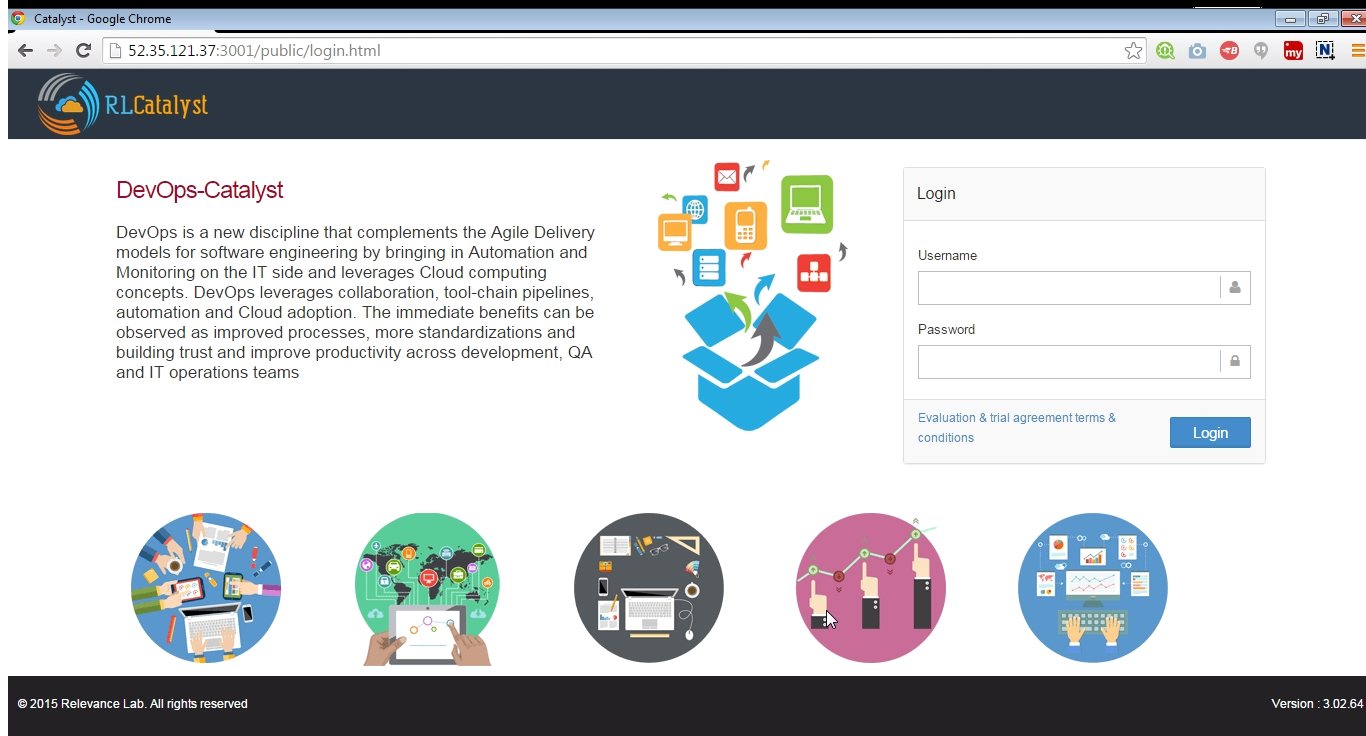 Catalyst - Google Chrome
52.35.121.37:3001/public/login.html
my
N
RLCatalyst
DevOps-Catalyst
DevOps is a new discipline that complements the Agile Delivery
models for software engineering by bringing in Automation and
Monitoring on the IT side and leverages Cloud computing
concepts. DevOps leverages collaboration, tool-chain pipelines,
automation and Cloud adoption. The immediate benefits can be
observed as improved processes, more standardizations and
building trust and improve productivity across development, QA
and IT operations teams
Login
Username
Password
Evaluation & trial agreement terms &
conditions
Login
© 2015 Relevance Lab. All rights reserved
Version : 3.02.64